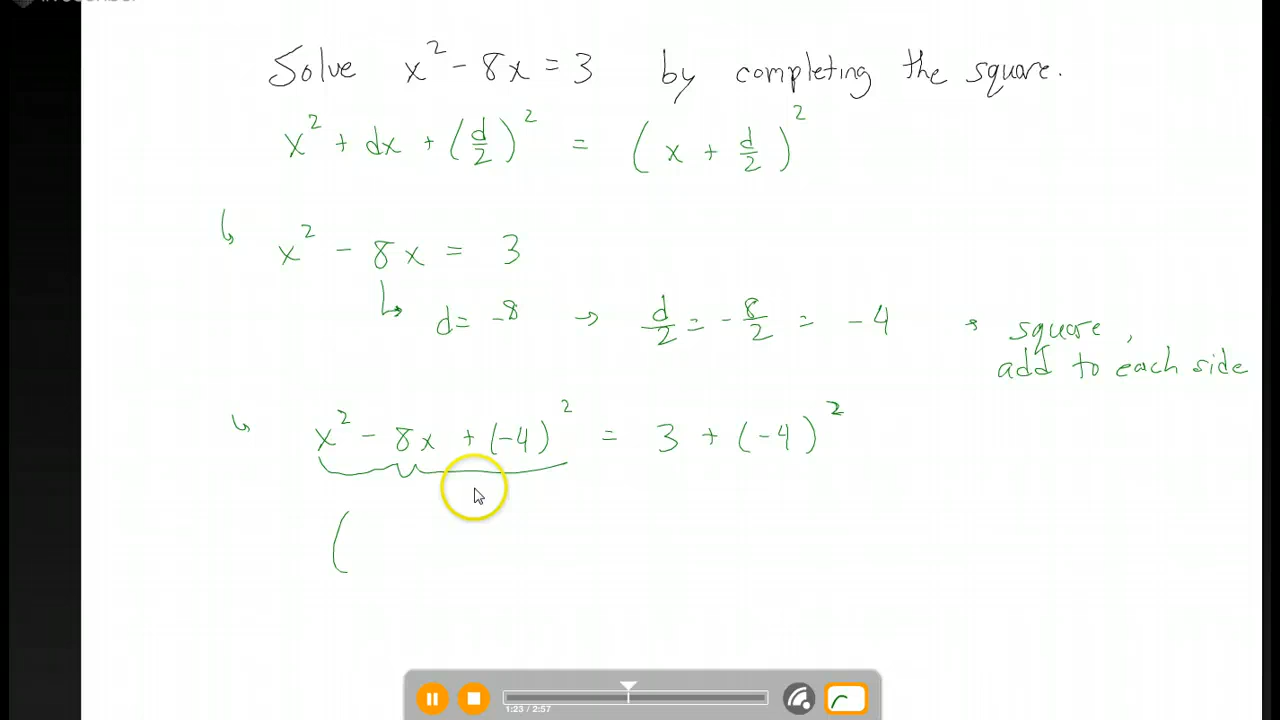 Solve x² - 8x = 3 by completing the square.
x² + dx + (d/2)² = (x + d/2)²
↳ x² - 8x = 3
↳ d = -8 → d/2 = -8/2 = -4 → square,
add to each side
↳ x² - 8x + (-4)² = 3 + (-4)²
(
1:23 / 2:57